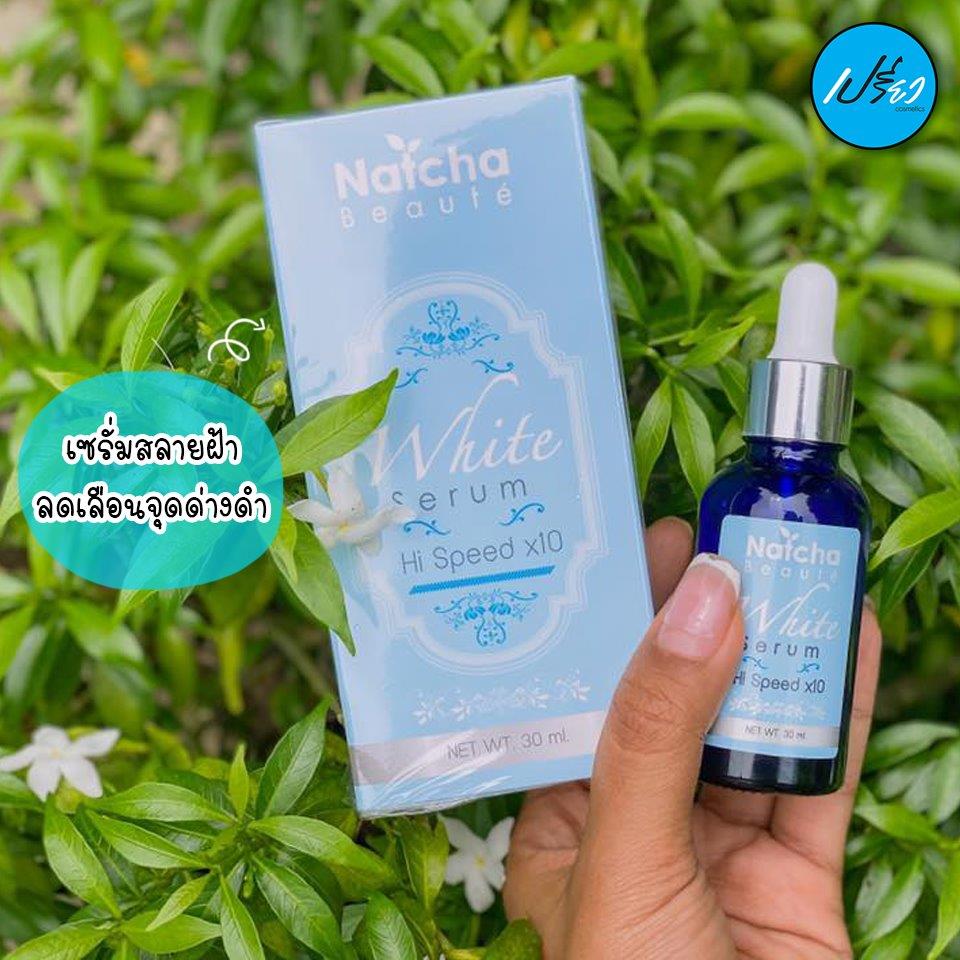 เปรี้ยว
cosmetics
Natcha
Beauté
White
Serum
Hi Speed x10
NET WT. 30 ml.
เซรั่มสลายฝ้า
ลดเลือนจุดด่างดำ
Natcha
Beauté
White
Serum
Hi Speed x10
NET WT. 30 ml.